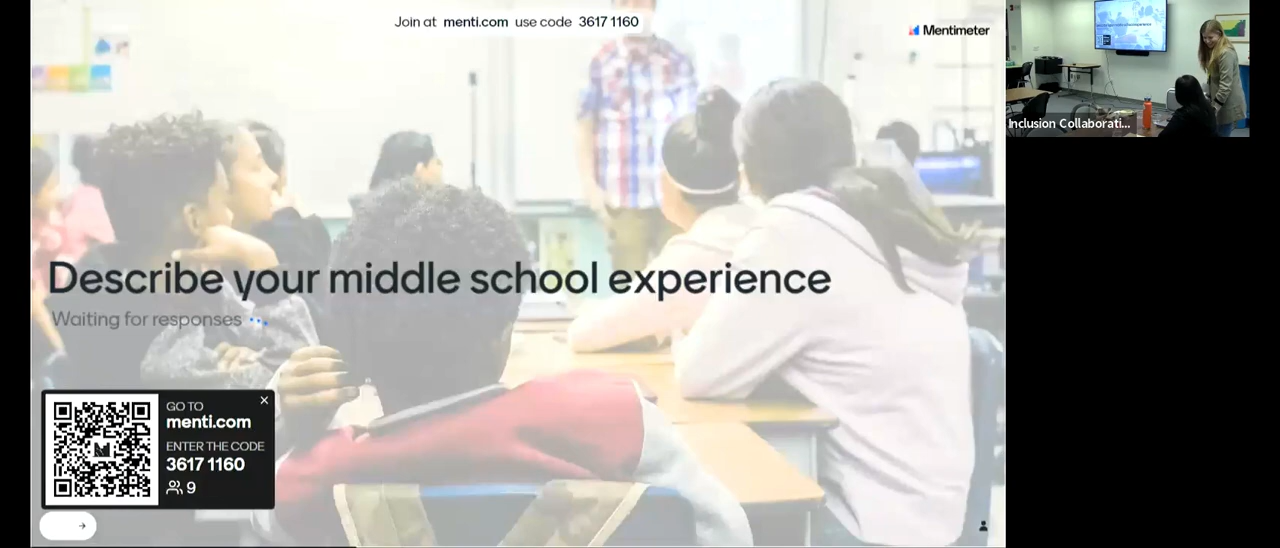 Join at menti.com use code 3617 1160
Mentimeter
Inclusion Collaborati...
Describe your middle school experience
Waiting for responses
GO TO
menti.com
ENTER THE CODE
3617 1160
9